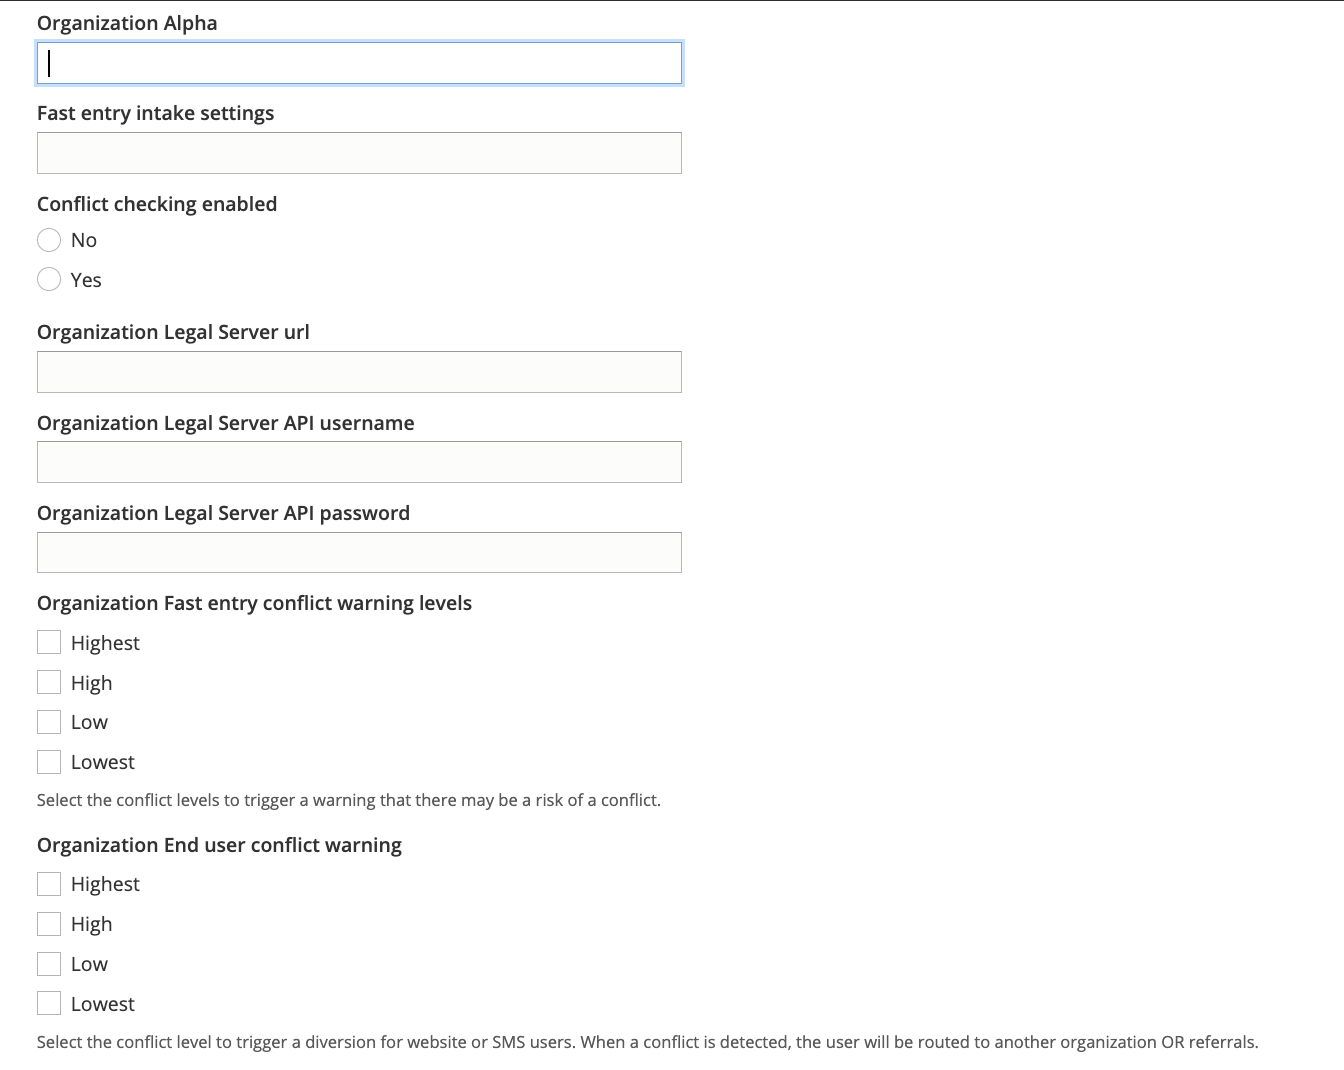 Organization Alpha
Fast entry intake settings
Conflict checking enabled
No
Yes
Organization Legal Server url
Organization Legal Server API username
Organization Legal Server API password
Organization Fast entry conflict warning levels
Highest
High
Low
Lowest
Select the conflict levels to trigger a warning that there may be a risk of a conflict.
Organization End user conflict warning
Highest
High
Low
Lowest
Select the conflict level to trigger a diversion for website or SMS users. When a conflict is detected, the user will be routed to another organization OR referrals.